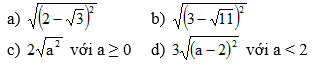 a) √(2 − √3)²   b) √(3 − √11)²
c) 2√a² với a ≥ 0   d) 3√(a − 2)² với a < 2